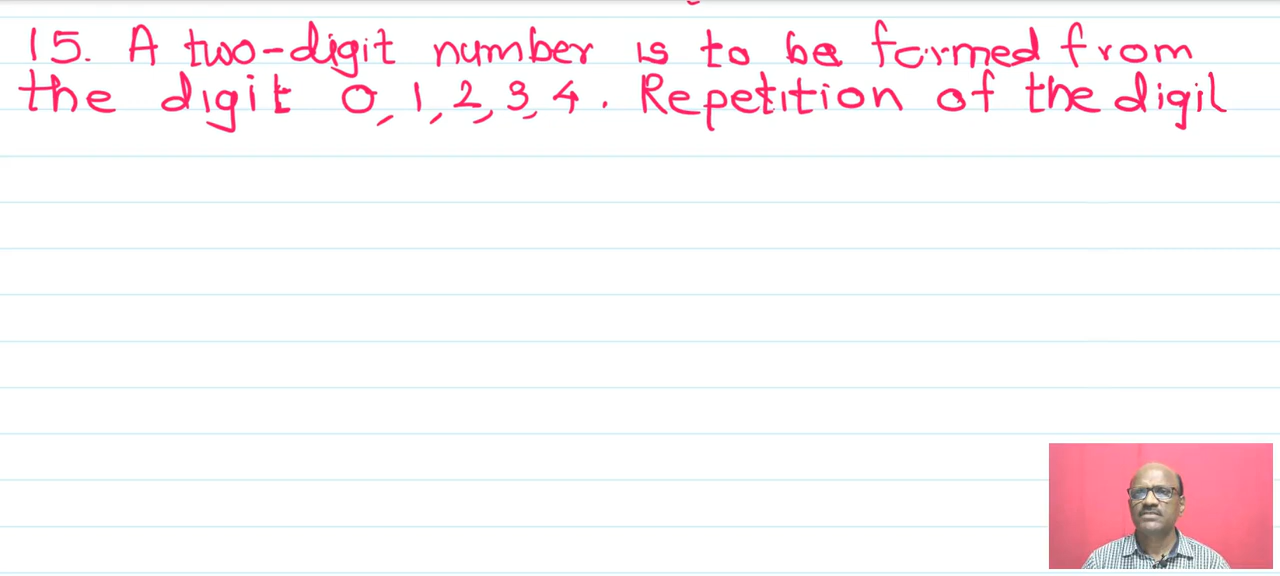 15. A two-digit number is to be formed from
the digit 0, 1, 2, 3, 4. Repetition of the digit